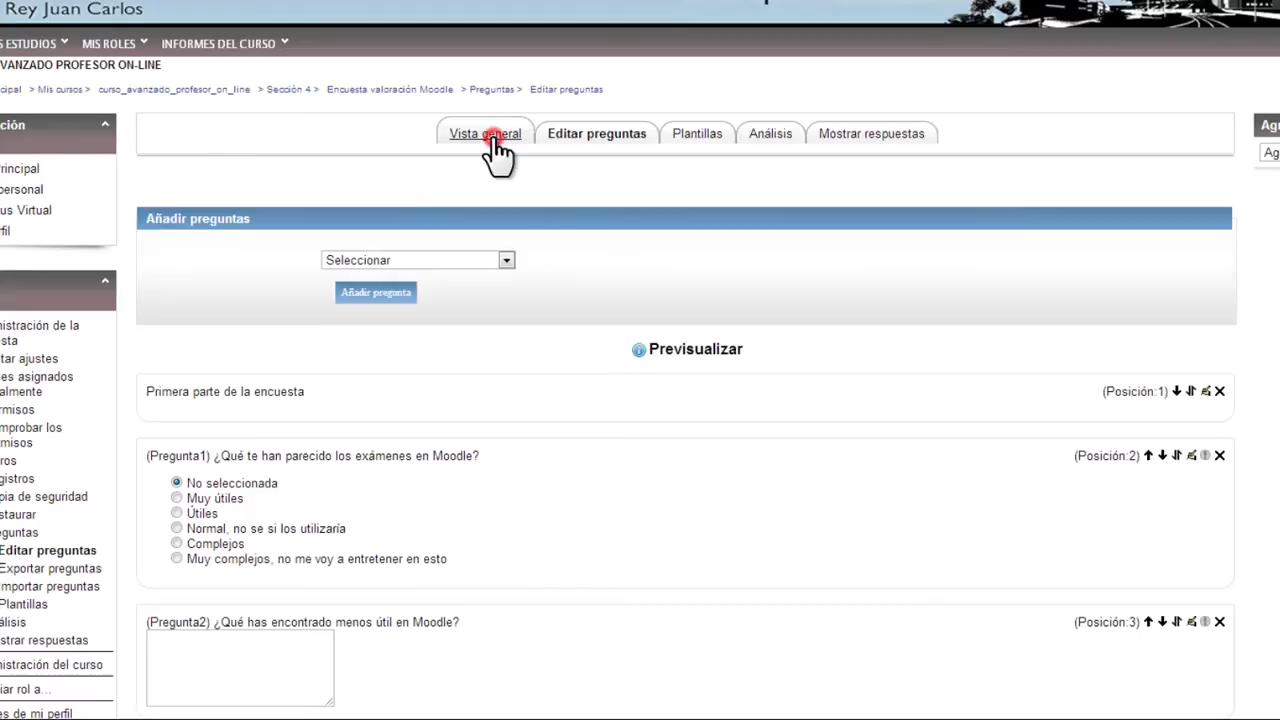 Rey Juan Carlos
S ESTUDIOS MIS ROLES INFORMES DEL CURSO
VANZADO PROFESOR ON-LINE
cipal > Mis cursos > curso_avanzado_profesor_on_line > Sección 4 > Encuesta valoración Moodle > Preguntas > Editar preguntas
ción
rincipal
personal
us Virtual
fil
nistración de la
esta
tar ajustes
es asignados
almente
rmisos
mprobar los
misos
ros
gistros
pia de seguridad
staurar
eguntas
Editar preguntas
Exportar preguntas
Importar preguntas
Plantillas
álisis
strar respuestas
nistración del curso
iar rol a...
es de mi perfil
Vista general Editar preguntas Plantillas Análisis Mostrar respuestas
Añadir preguntas
Seleccionar
Añadir pregunta
Previsualizar
Primera parte de la encuesta (Posición:1)
(Pregunta1) ¿Qué te han parecido los exámenes en Moodle? (Posición:2)
No seleccionada
Muy útiles
Útiles
Normal, no se si los utilizaría
Complejos
Muy complejos, no me voy a entretener en esto
(Pregunta2) ¿Qué has encontrado menos útil en Moodle? (Posición:3)
Agr
Ag